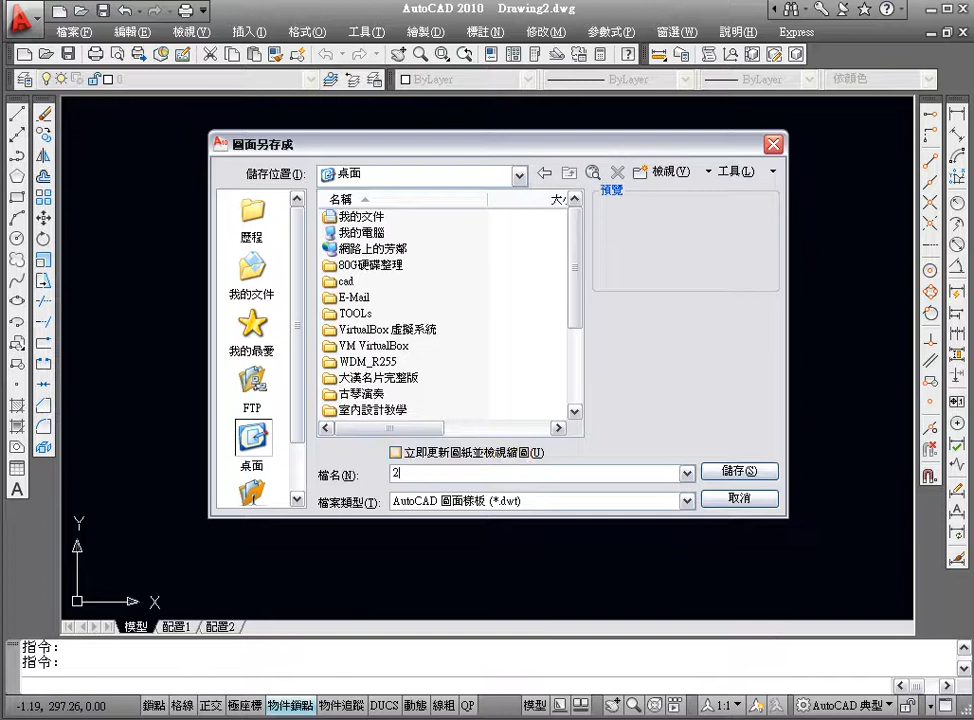 AutoCAD 2010 Drawing2.dwg
檔案(F) 編輯(E) 檢視(V) 插入(I) 格式(O) 工具(T) 繪製(D) 標註(N) 修改(M) 參數式(P) 窗選(W) 說明(H) Express
0 ByLayer ByLayer ByLayer 依顏色
圖面另存成
儲存位置(I): 桌面 檢視(V) 工具(L)
名稱 大小
預覽
歷程
我的文件
我的最愛
FTP
桌面
我的文件
我的電腦
網路上的芳鄰
80G硬碟整理
cad
E-Mail
TOOLs
VirtualBox 虛擬系統
VM VirtualBox
WDM_R255
大漢名片完整版
古琴演奏
室內設計教學
立即更新圖紙並檢視縮圖(U)
檔名(N): 2 儲存(S)
檔案類型(T): AutoCAD 圖面樣板 (*.dwt) 取消
Y
X
模型 配置1 配置2
指令:
指令:
-1.19, 297.26, 0.00 鎖點 格線 正交 極座標 物件鎖點 物件追蹤 DUCS 動態 線粗 QP 模型 1:1 AutoCAD 典型